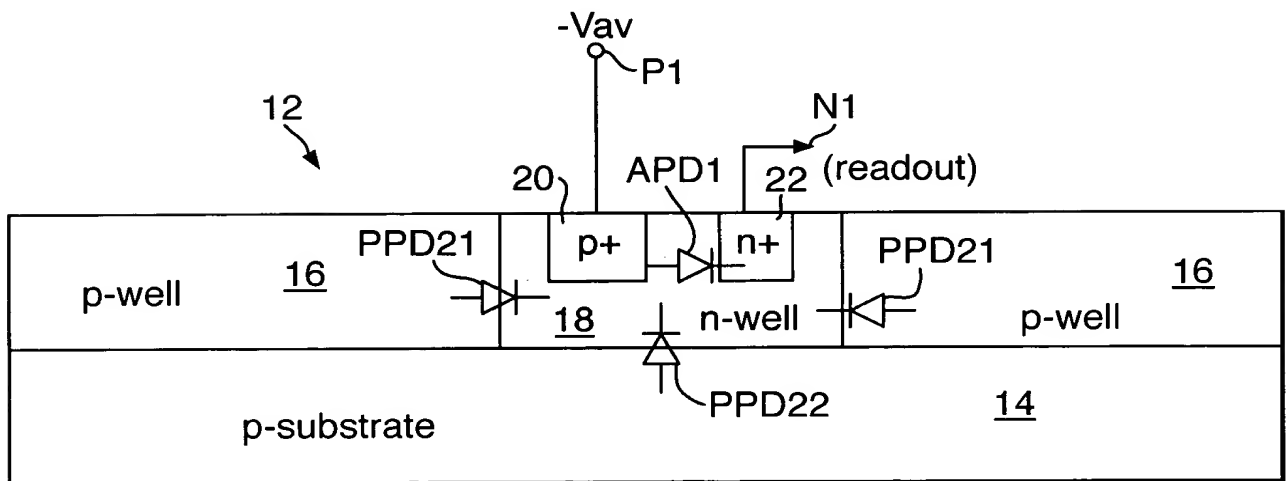 -Vav
P1
12
N1
20
APD1
22 (readout)
PPD21
p+
n+
PPD21
16
16
p-well
18
n-well
p-well
PPD22
14
p-substrate